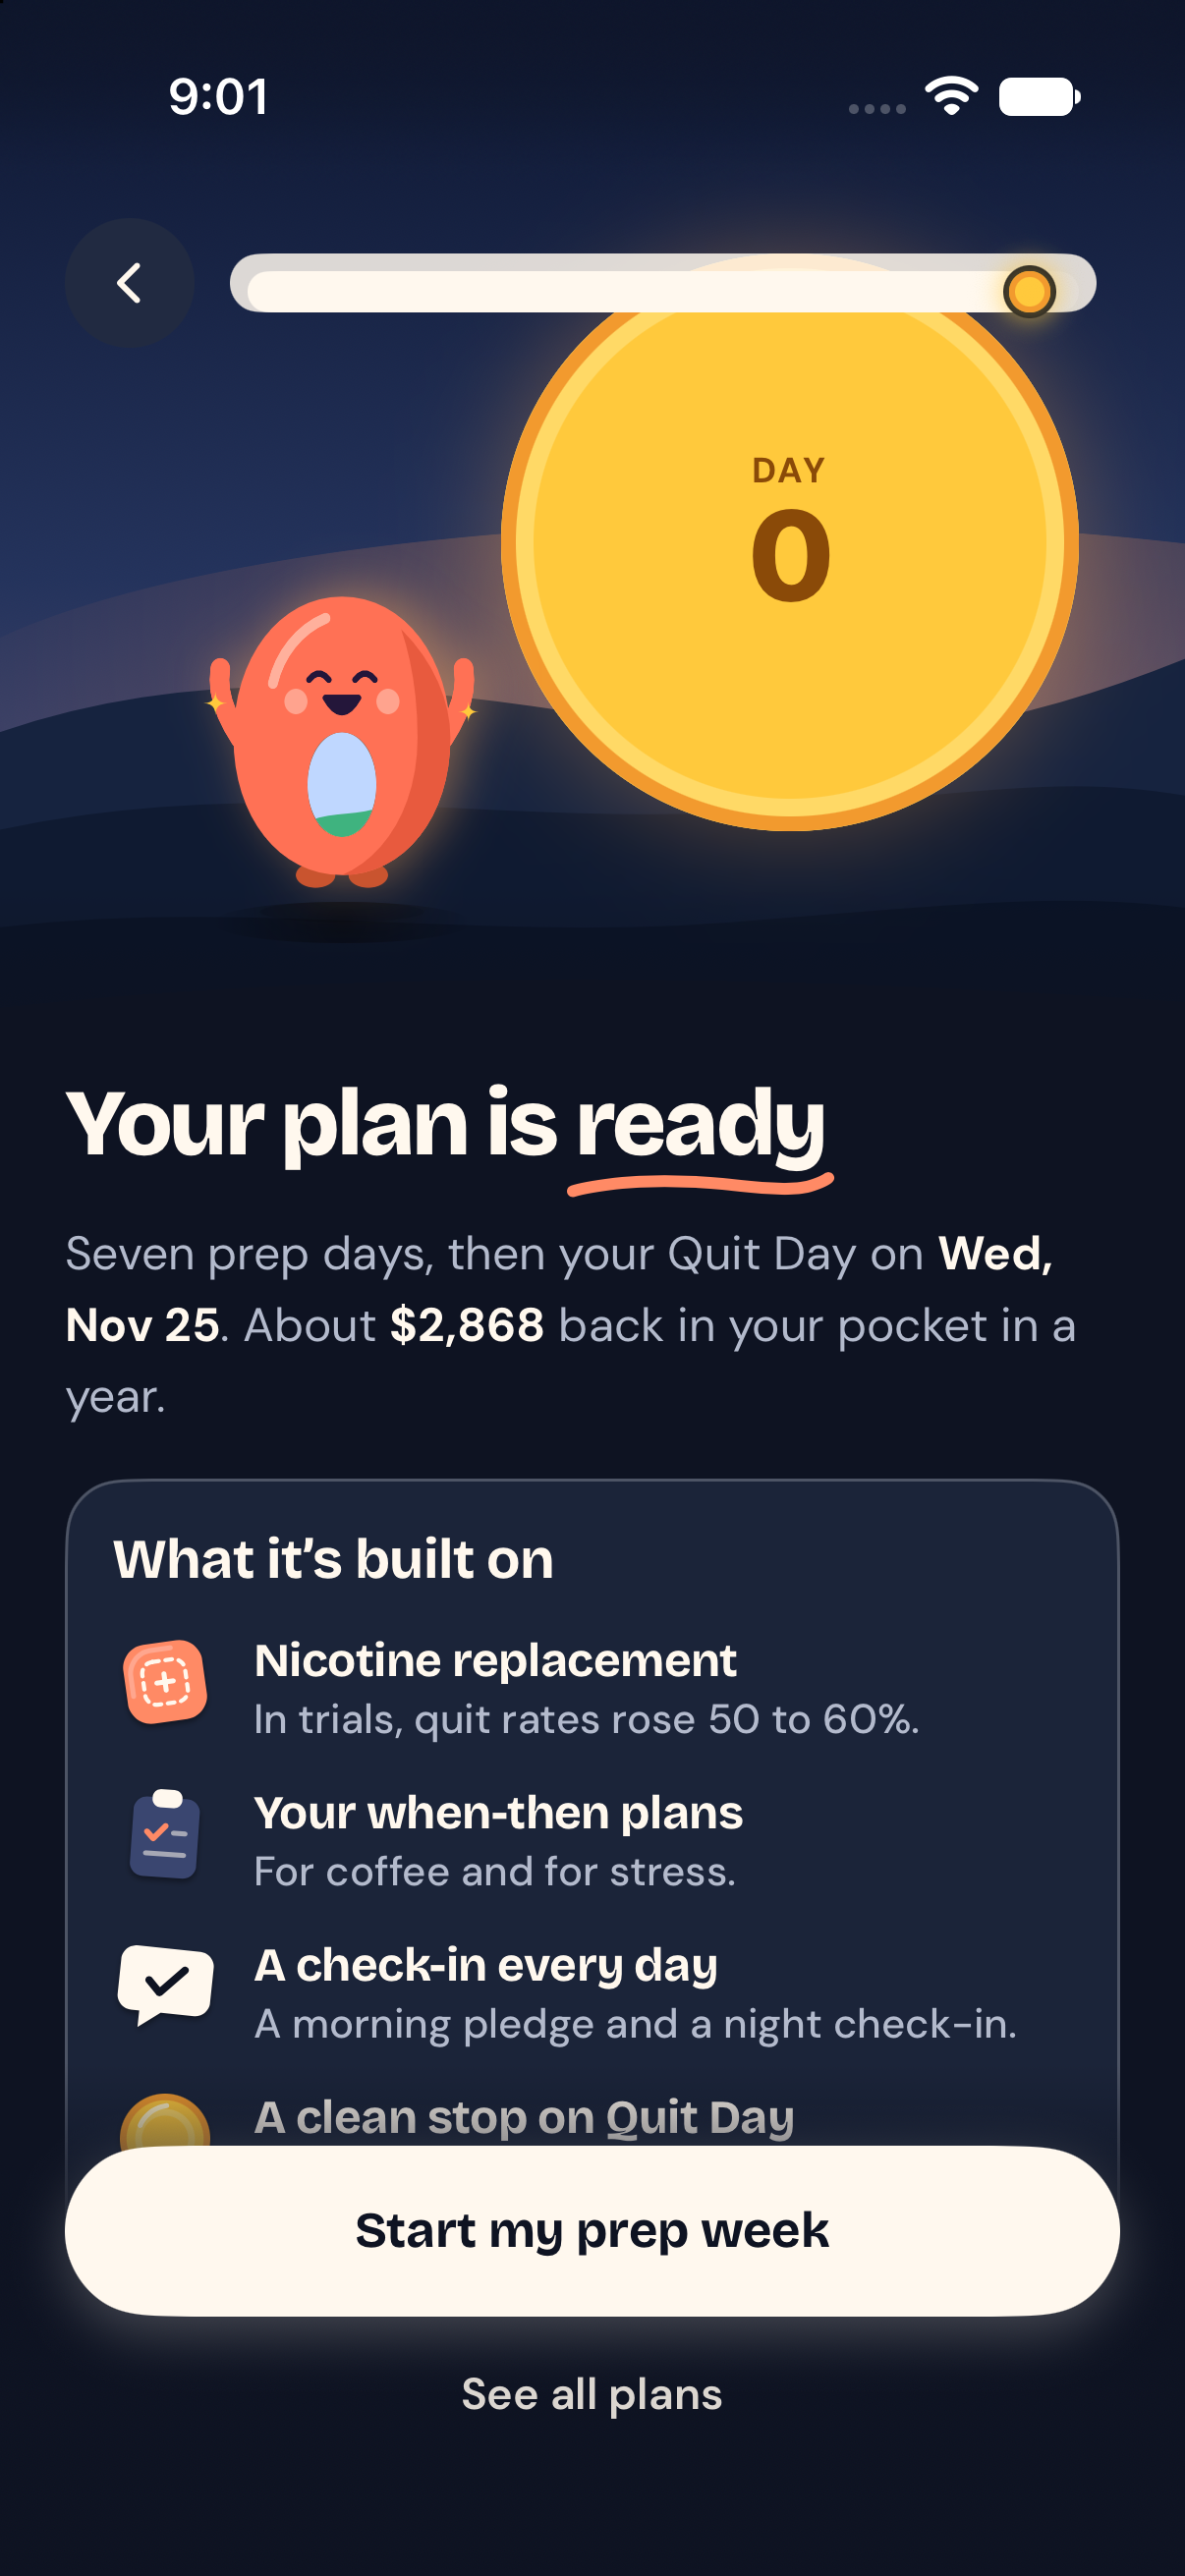 9:01
DAY
0
Your plan is ready
Seven prep days, then your Quit Day on Wed,
Nov 25. About $2,868 back in your pocket in a
year.
What it’s built on
Nicotine replacement
In trials, quit rates rose 50 to 60%.
Your when-then plans
For coffee and for stress.
A check-in every day
A morning pledge and a night check-in.
A clean stop on Quit Day
Start my prep week
See all plans